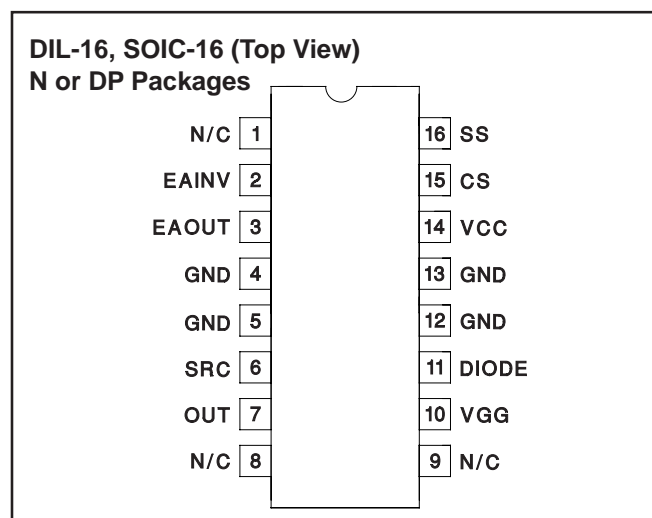 DIL-16, SOIC-16 (Top View)
N or DP Packages
N/C 1 16 SS
EAINV 2 15 CS
EAOUT 3 14 VCC
GND 4 13 GND
GND 5 12 GND
SRC 6 11 DIODE
OUT 7 10 VGG
N/C 8 9 N/C